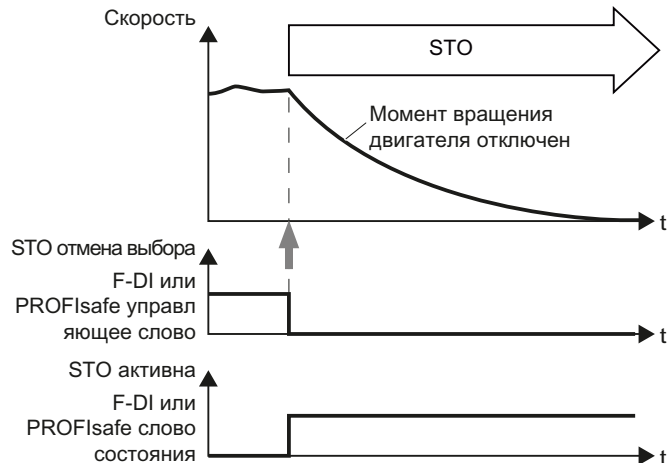 Скорость
STO
Момент вращения
двигателя отключен
t
STO отмена выбора
F-DI или
PROFIsafe управл
яющее слово
t
STO активна
F-DI или
PROFIsafe слово
состояния
t